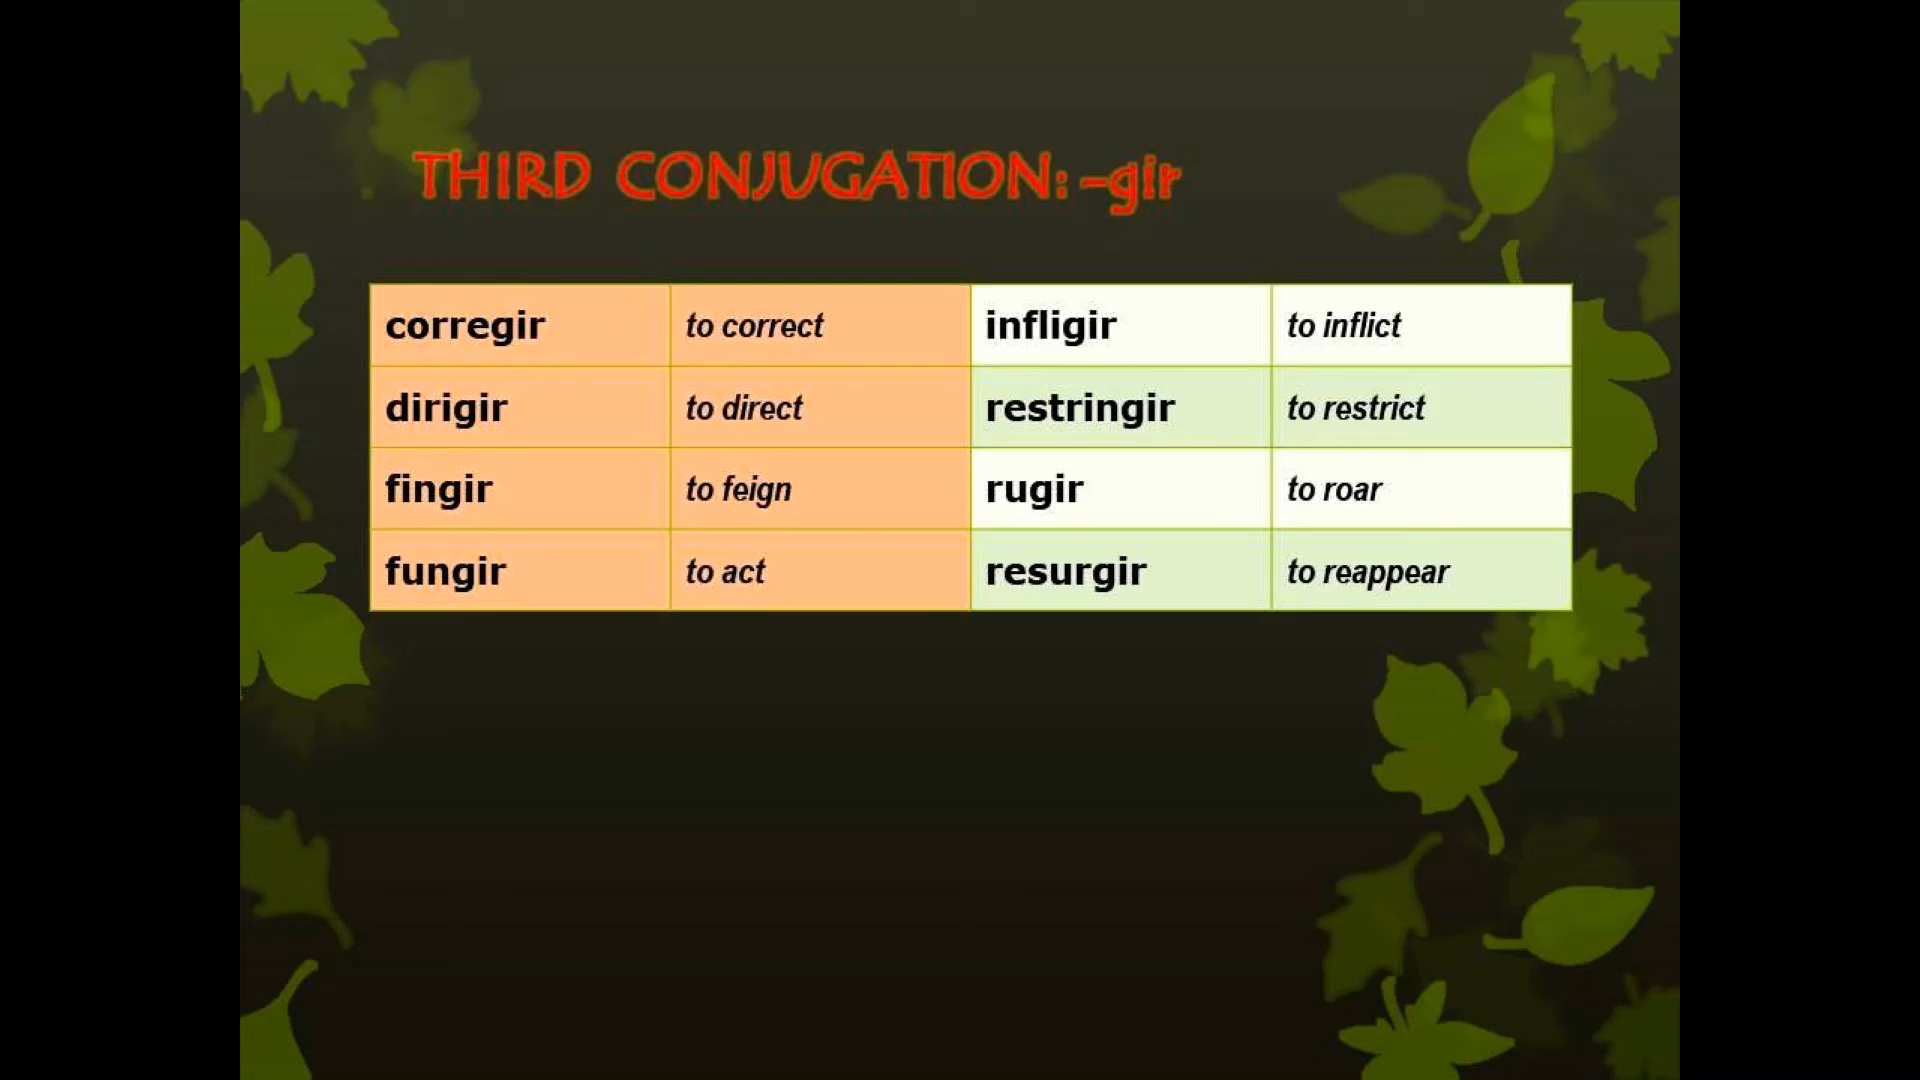 THIRD CONJUGATION: -gir
corregir to correct infligir to inflict
dirigir to direct restringir to restrict
fingir to feign rugir to roar
fungir to act resurgir to reappear